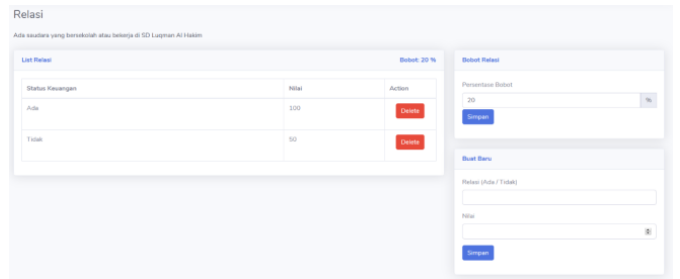 Relasi
Ada saudara yang bersekolah atau bekerja di SD Luqman Al Hakim
List Relasi
Bobot: 20 %
Status Keuangan Nilai Action
Ada 100 Delete
Tidak 50 Delete
Bobot Relasi
Persentase Bobot
20 %
Simpan
Buat Baru
Relasi (Ada / Tidak)
Nilai
Simpan